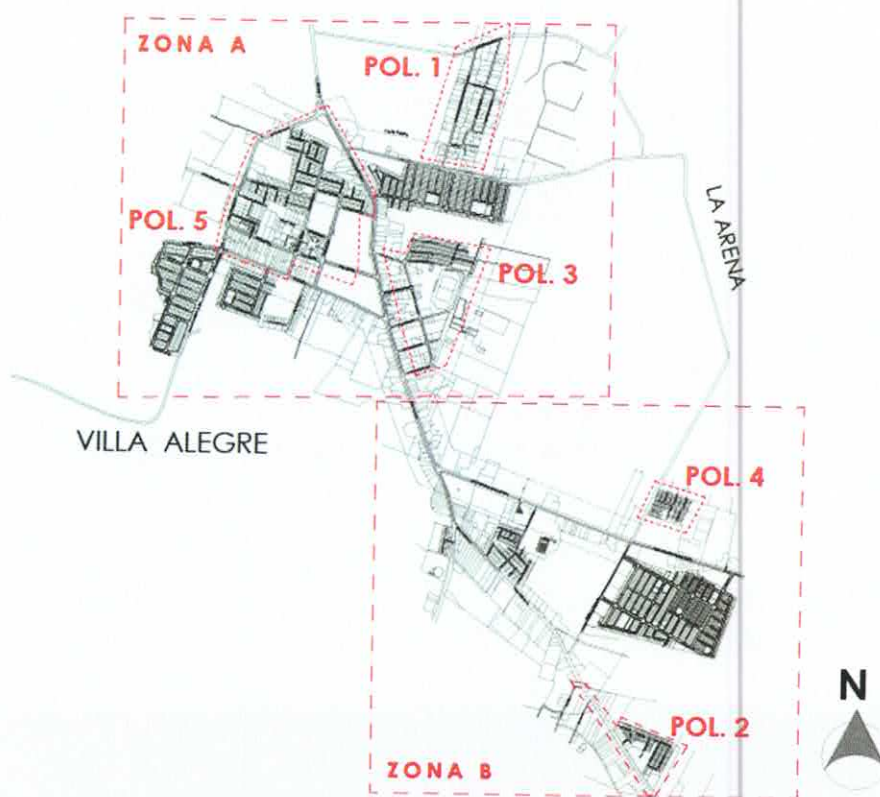 ZONA A
POL. 1
POL. 5
POL. 3
LA ARENA
VILLA ALEGRE
POL. 4
N
POL. 2
ZONA B